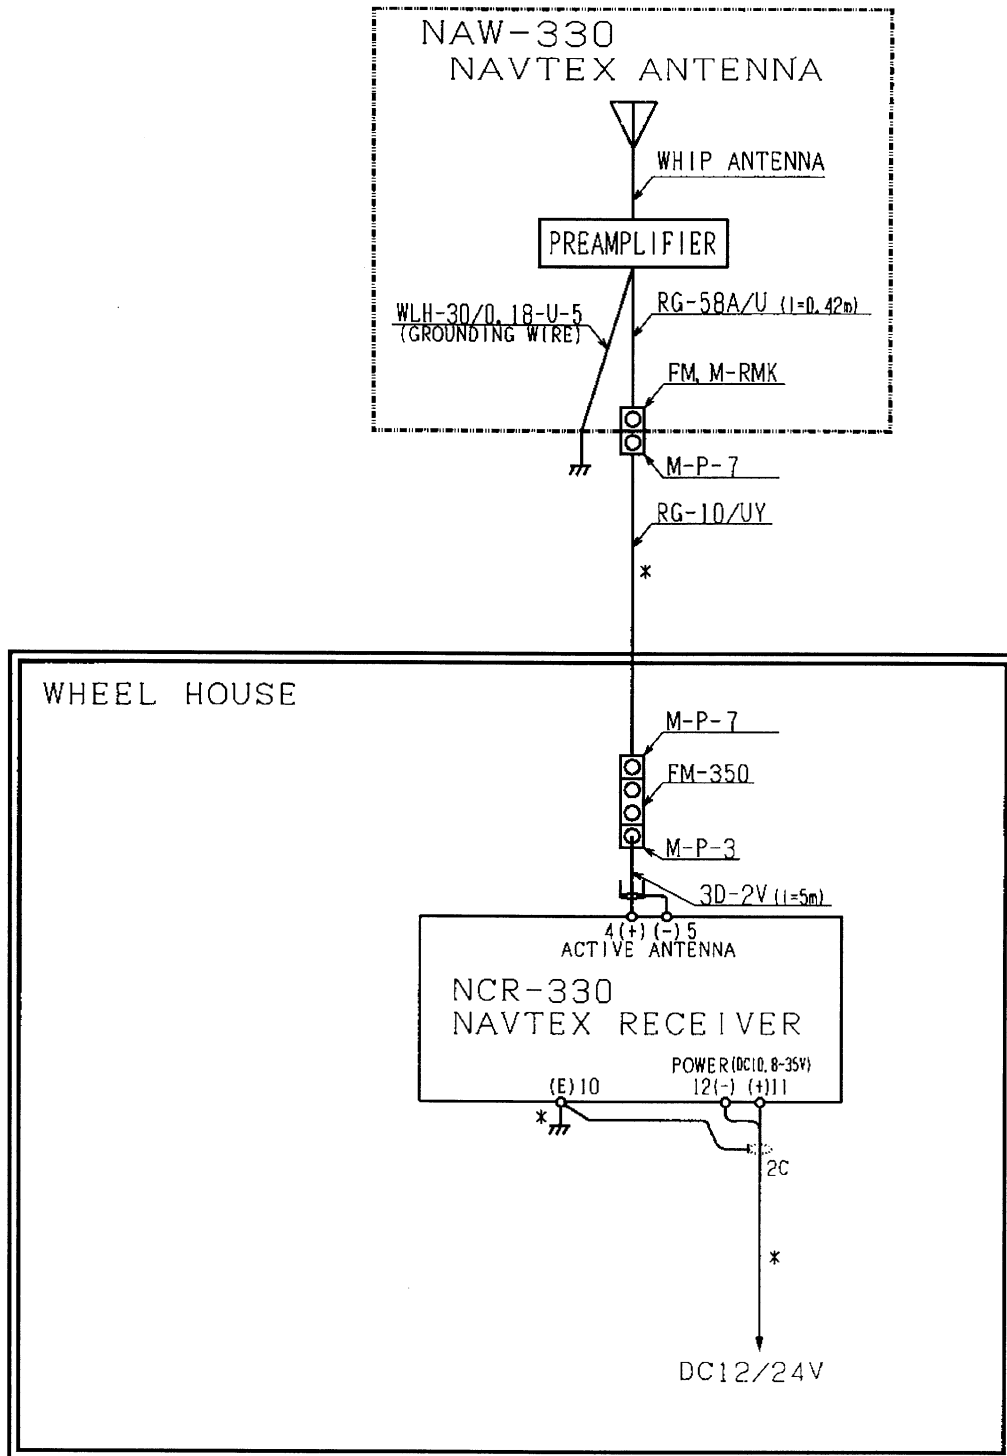 NAW-330
NAVTEX ANTENNA
WHIP ANTENNA
PREAMPLIFIER
WLH-30/0.18-U-5
(GROUNDING WIRE)
RG-58A/U (l=0.42m)
FM. M-RMK
M-P-7
RG-10/UY
*
WHEEL HOUSE
M-P-7
FM-350
M-P-3
3D-2V (l=5m)
4(+) (-)5
ACTIVE ANTENNA
NCR-330
NAVTEX RECEIVER
POWER(DC10.8-35V)
(E)10 12(-) (+)11
*
2C
*
DC12/24V